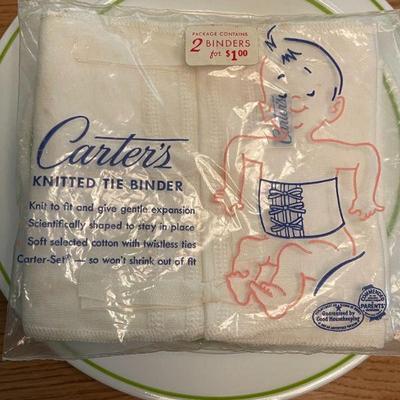 PACKAGE CONTAINS
2 BINDERS
for $1.00
Carter's
Carter's
KNITTED TIE BINDER
Knit to fit and give gentle expansion
Scientifically shaped to stay in place
Soft selected cotton with twistless ties
Carter-Set — so won't shrink out of fit
COMMENDED
PARENTS'
Guaranteed by
Good Housekeeping